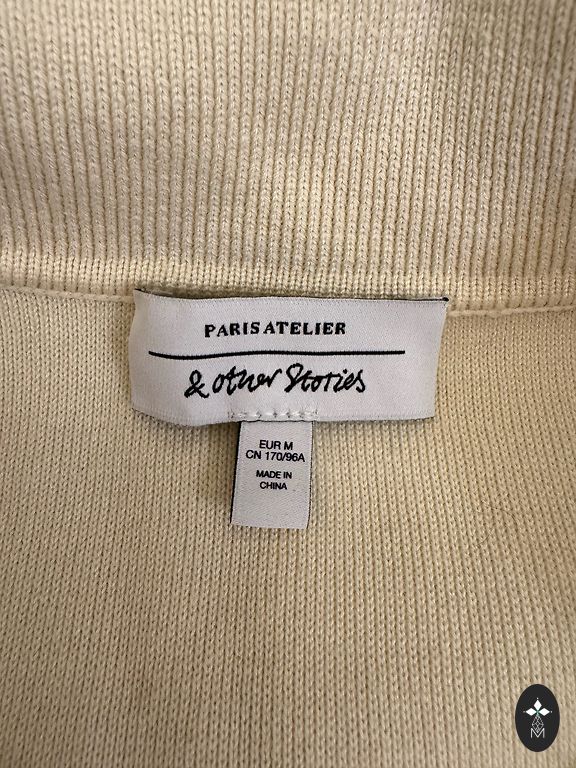 PARIS ATELIER
& other Stories
EUR M
CN 170/96A
MADE IN
CHINA
M